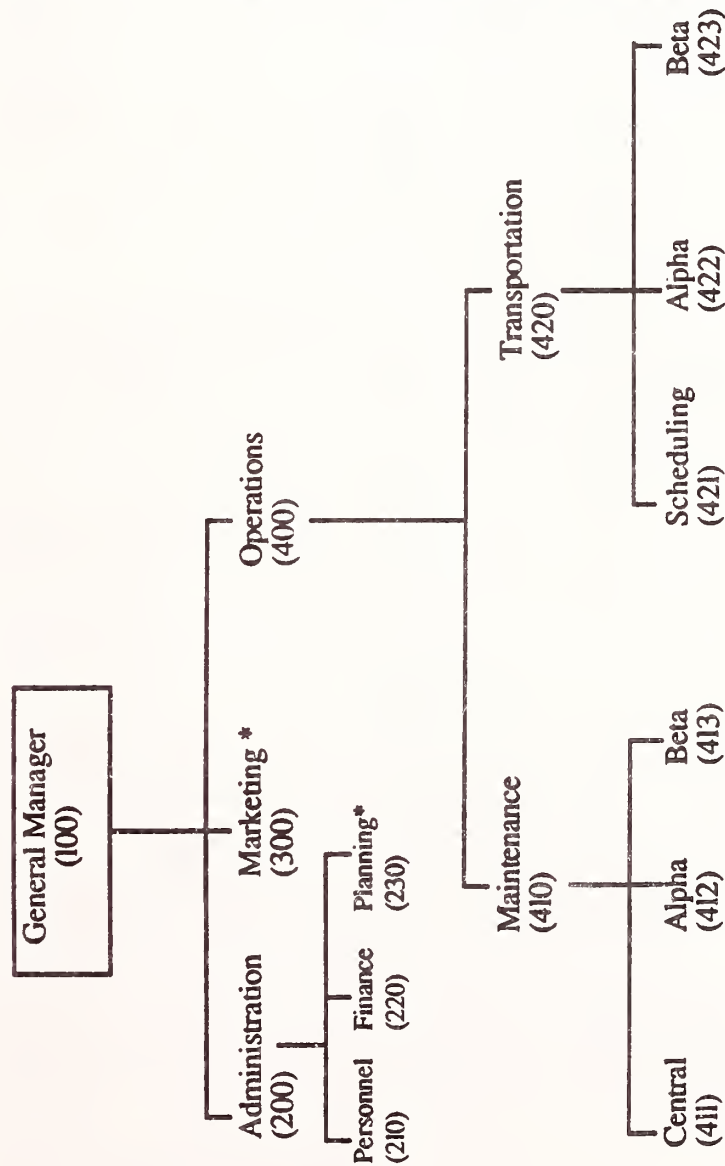 General Manager
(100)
Administration
(200)
Marketing *
(300)
Operations
(400)
Personnel
(210)
Finance
(220)
Planning*
(230)
Maintenance
(410)
Transportation
(420)
Central
(411)
Alpha
(412)
Beta
(413)
Scheduling
(421)
Alpha
(422)
Beta
(423)